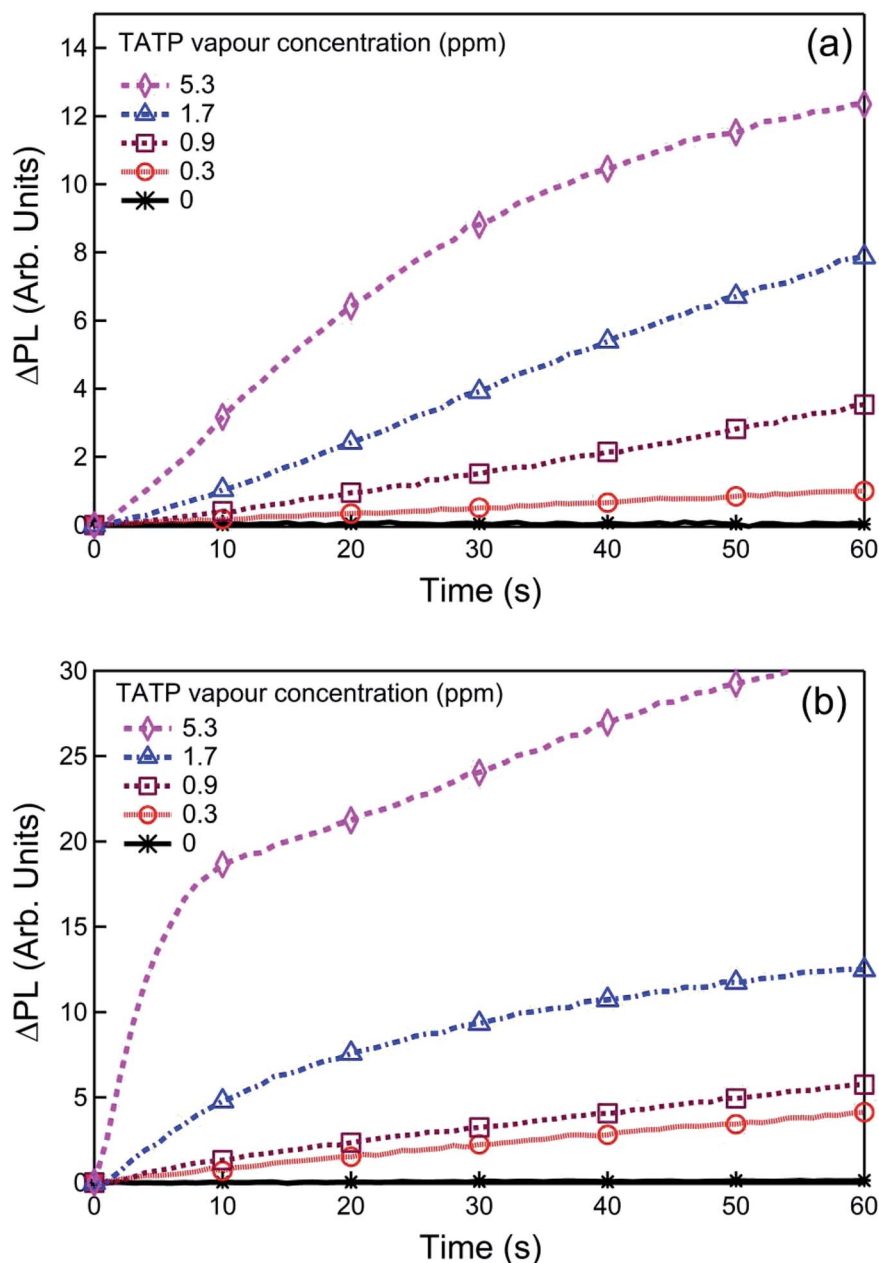 (a)
TATP vapour concentration (ppm)
5.3
1.7
0.9
0.3
0
ΔPL (Arb. Units)
14
12
10
8
6
4
2
0
0 10 20 30 40 50 60
Time (s)
(b)
TATP vapour concentration (ppm)
5.3
1.7
0.9
0.3
0
ΔPL (Arb. Units)
30
25
20
15
10
5
0
0 10 20 30 40 50 60
Time (s)